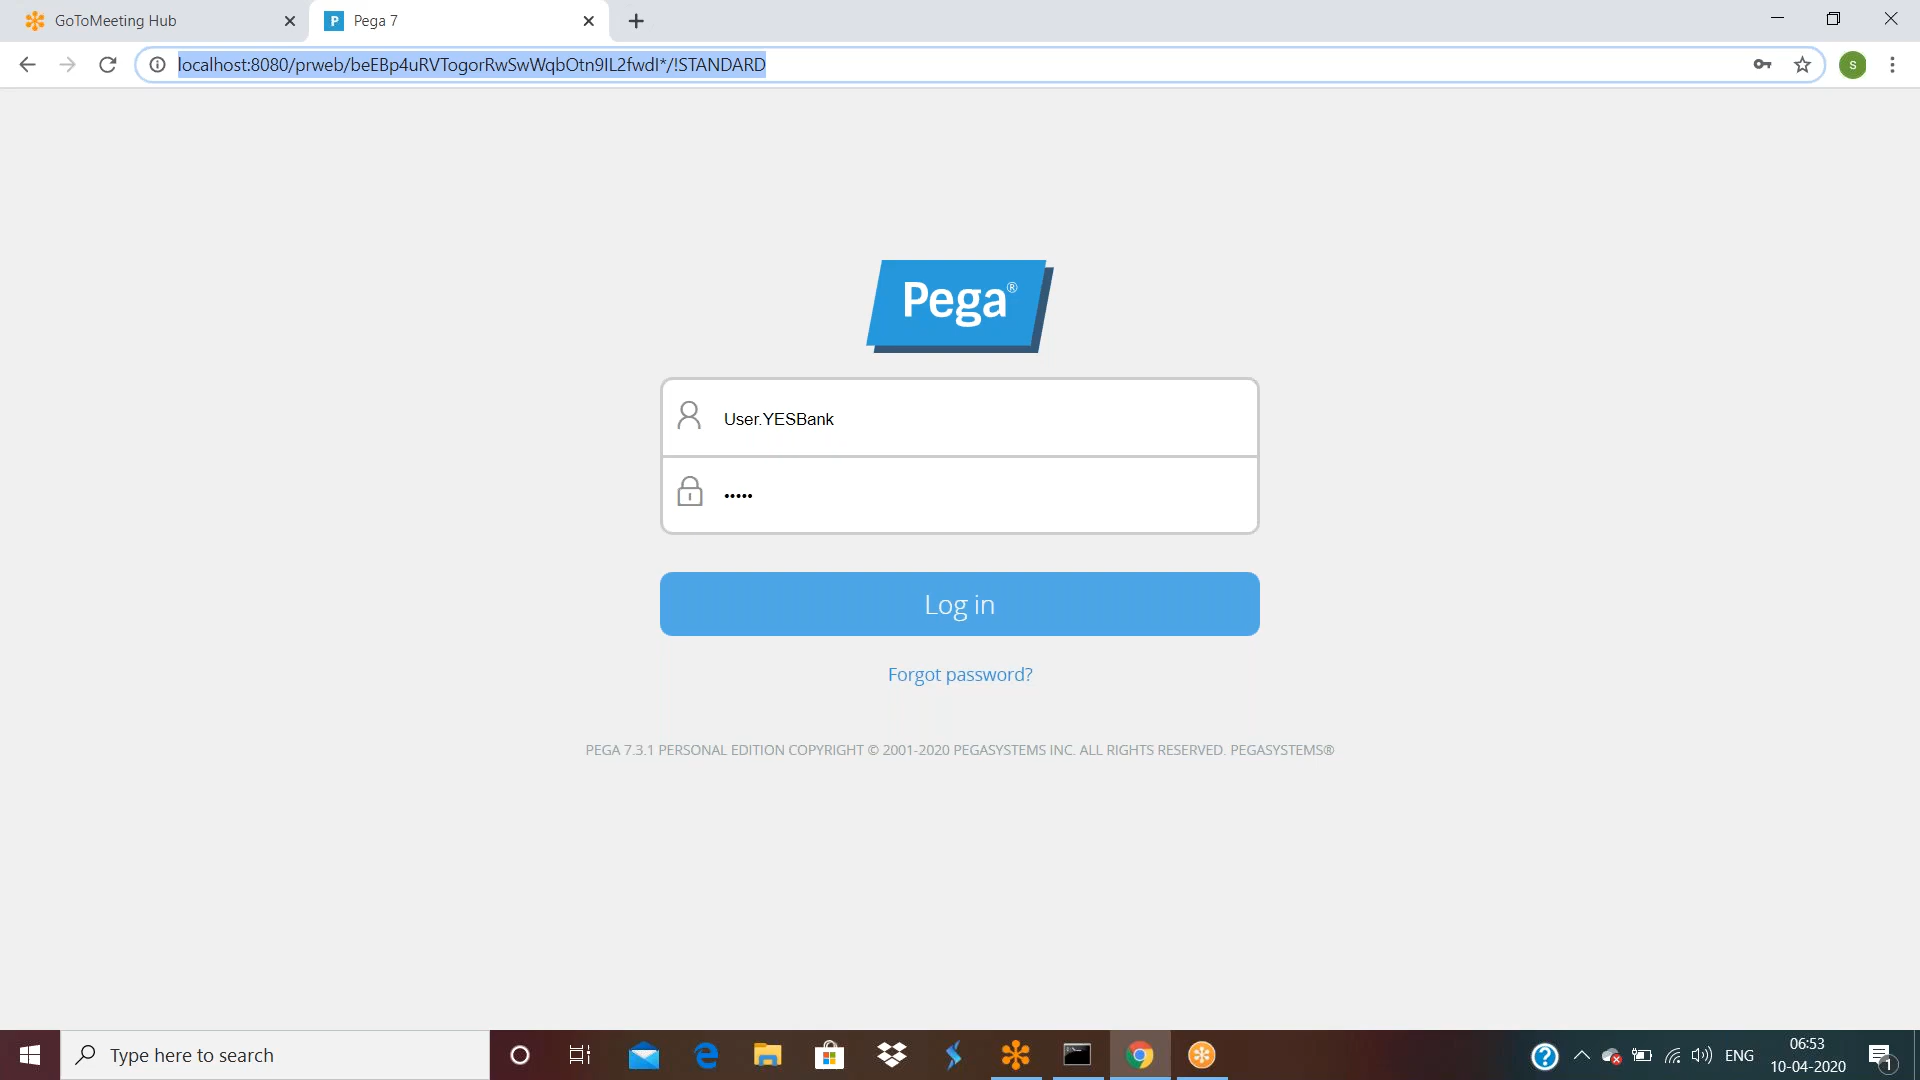 GoToMeeting Hub
P Pega 7
localhost:8080/prweb/beEBp4uRVTogorRwSwWqbOtn9IL2fwdI*/!STANDARD
s
Pega®
User.YESBank
•••••
Log in
Forgot password?
PEGA 7.3.1 PERSONAL EDITION COPYRIGHT © 2001-2020 PEGASYSTEMS INC. ALL RIGHTS RESERVED. PEGASYSTEMS®
Type here to search
ENG
06:53
10-04-2020
1